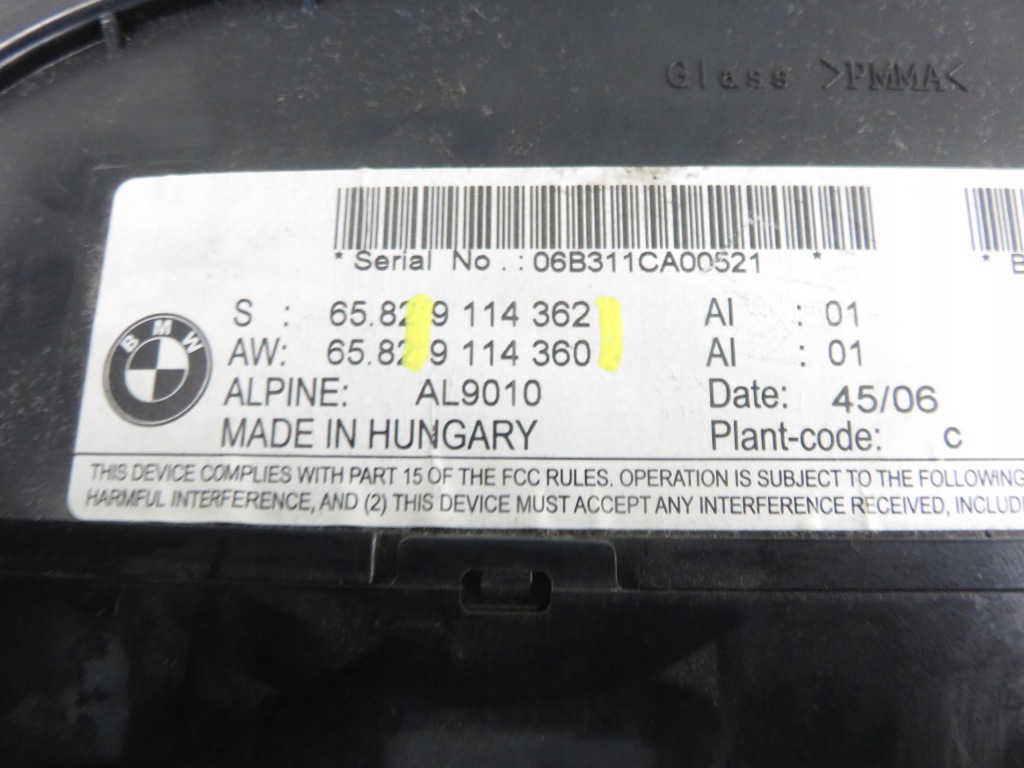 Glass >PMMA<
* Serial No . : 06B311CA00521 * * B
S : 65.82 9 114 362 AI : 01
AW: 65.82 9 114 360 AI : 01
BMW
ALPINE: AL9010 Date: 45/06
MADE IN HUNGARY Plant-code: C
THIS DEVICE COMPLIES WITH PART 15 OF THE FCC RULES. OPERATION IS SUBJECT TO THE FOLLOWING
HARMFUL INTERFERENCE, AND (2) THIS DEVICE MUST ACCEPT ANY INTERFERENCE RECEIVED, INCLUDI